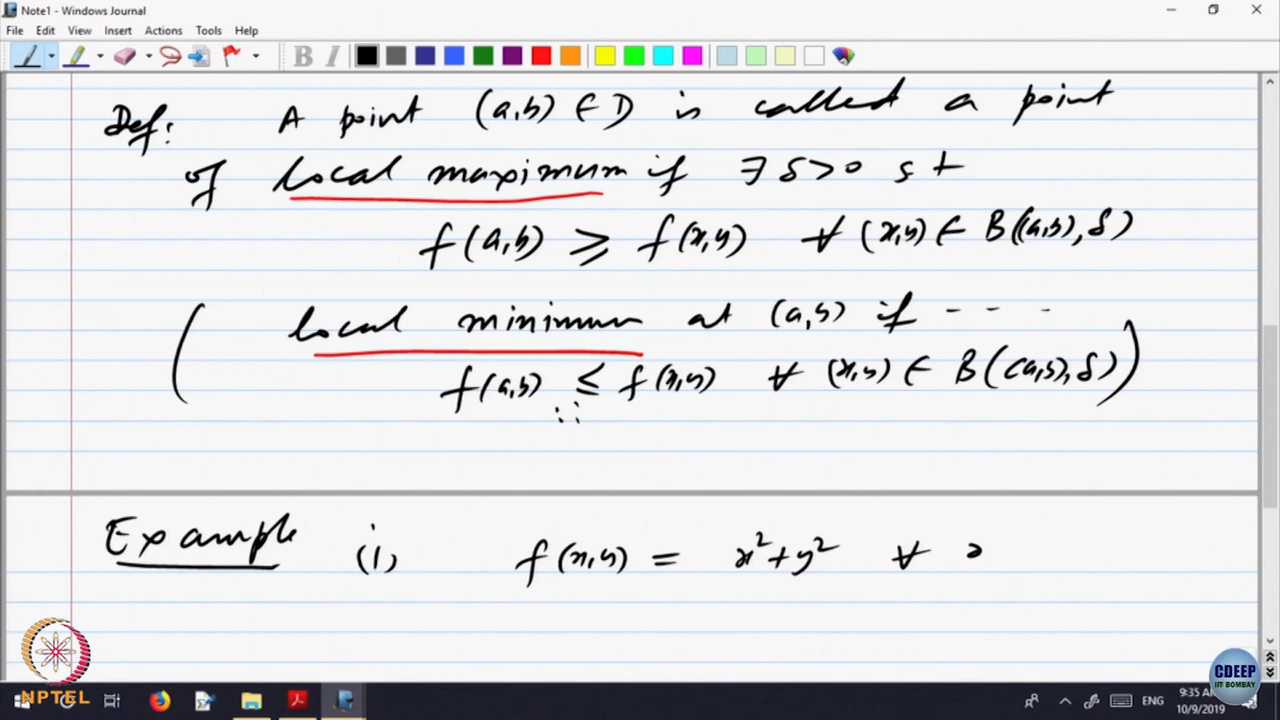 Note1 - Windows Journal
File Edit View Insert Actions Tools Help
B I
Def: A point (a,b) ∈ D is called a point
of local maximum if ∃ δ>0 s t
f(a,b) ⩾ f(x,y) ∀ (x,y) ∈ B((a,b), δ)
( local minimum at (a,b) if - - -
f(a,b) ≤ f(x,y) ∀ (x,y) ∈ B((a,b), δ) )
Example (i) f(x,y) = x²+y² ∀
NPTEL
ENG
9:35 AM
10/9/2019
CDEEP
IIT BOMBAY